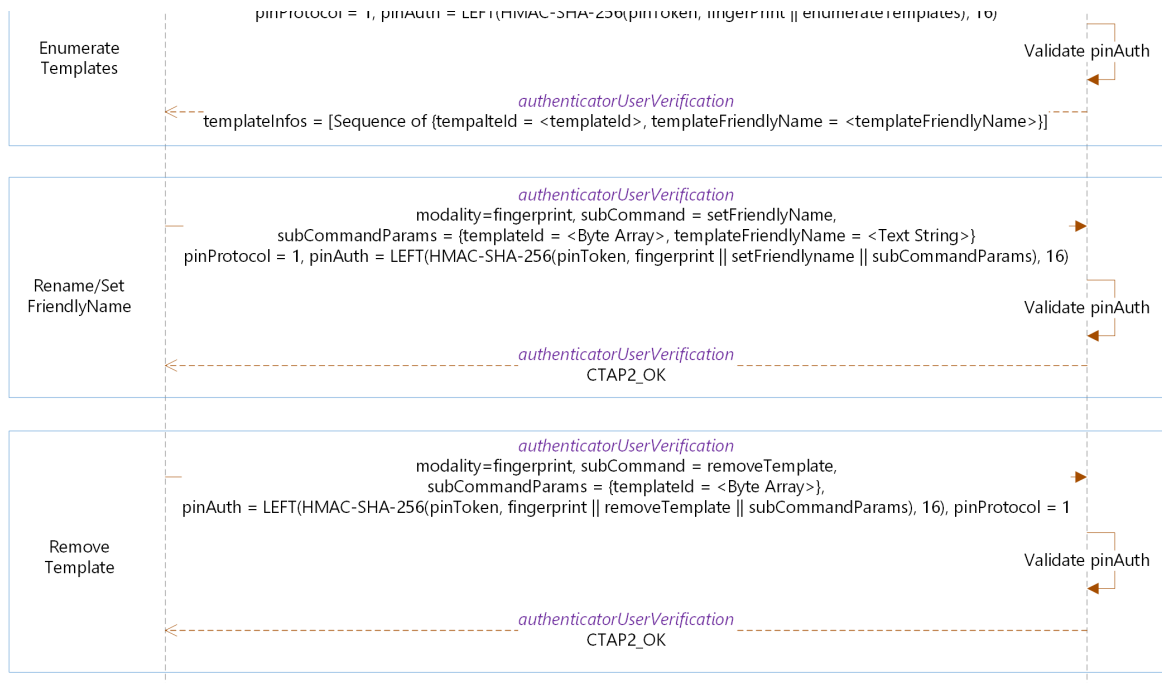 pinProtocol = 1, pinAuth = LEFT(HMAC-SHA-256(pinToken, fingerPrint || enumerateTemplates), 16)
Enumerate
Templates
Validate pinAuth
authenticatorUserVerification
templateInfos = [Sequence of {tempalteId = <templateId>, templateFriendlyName = <templateFriendlyName>}]
authenticatorUserVerification
modality=fingerprint, subCommand = setFriendlyName,
subCommandParams = {templateId = <Byte Array>, templateFriendlyName = <Text String>}
pinProtocol = 1, pinAuth = LEFT(HMAC-SHA-256(pinToken, fingerprint || setFriendlyname || subCommandParams), 16)
Rename/Set
FriendlyName
Validate pinAuth
authenticatorUserVerification
CTAP2_OK
authenticatorUserVerification
modality=fingerprint, subCommand = removeTemplate,
subCommandParams = {templateId = <Byte Array>},
pinAuth = LEFT(HMAC-SHA-256(pinToken, fingerprint || removeTemplate || subCommandParams), 16), pinProtocol = 1
Remove
Template
Validate pinAuth
authenticatorUserVerification
CTAP2_OK